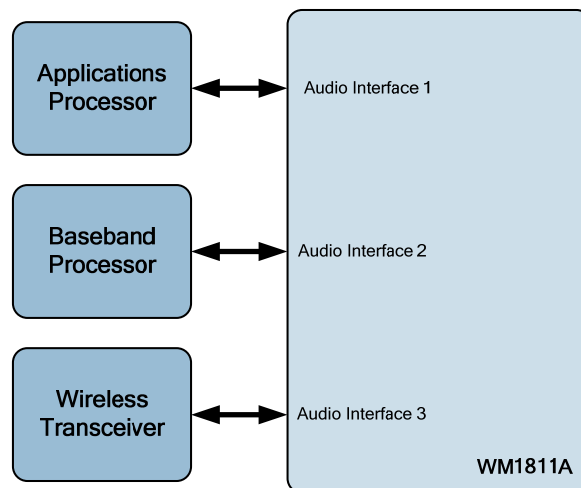 Applications
Processor
Audio Interface 1
Baseband
Processor
Audio Interface 2
Wireless
Transceiver
Audio Interface 3
WM1811A